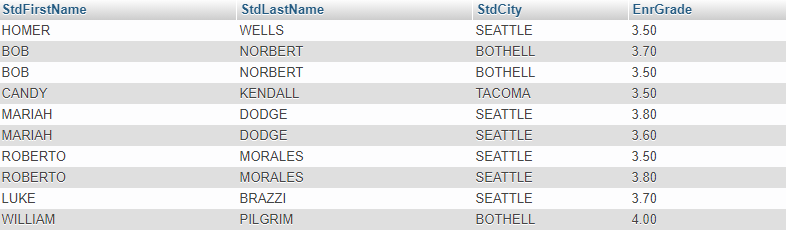 StdFirstName StdLastName StdCity EnrGrade
HOMER WELLS SEATTLE 3.50
BOB NORBERT BOTHELL 3.70
BOB NORBERT BOTHELL 3.50
CANDY KENDALL TACOMA 3.50
MARIAH DODGE SEATTLE 3.80
MARIAH DODGE SEATTLE 3.60
ROBERTO MORALES SEATTLE 3.50
ROBERTO MORALES SEATTLE 3.80
LUKE BRAZZI SEATTLE 3.70
WILLIAM PILGRIM BOTHELL 4.00